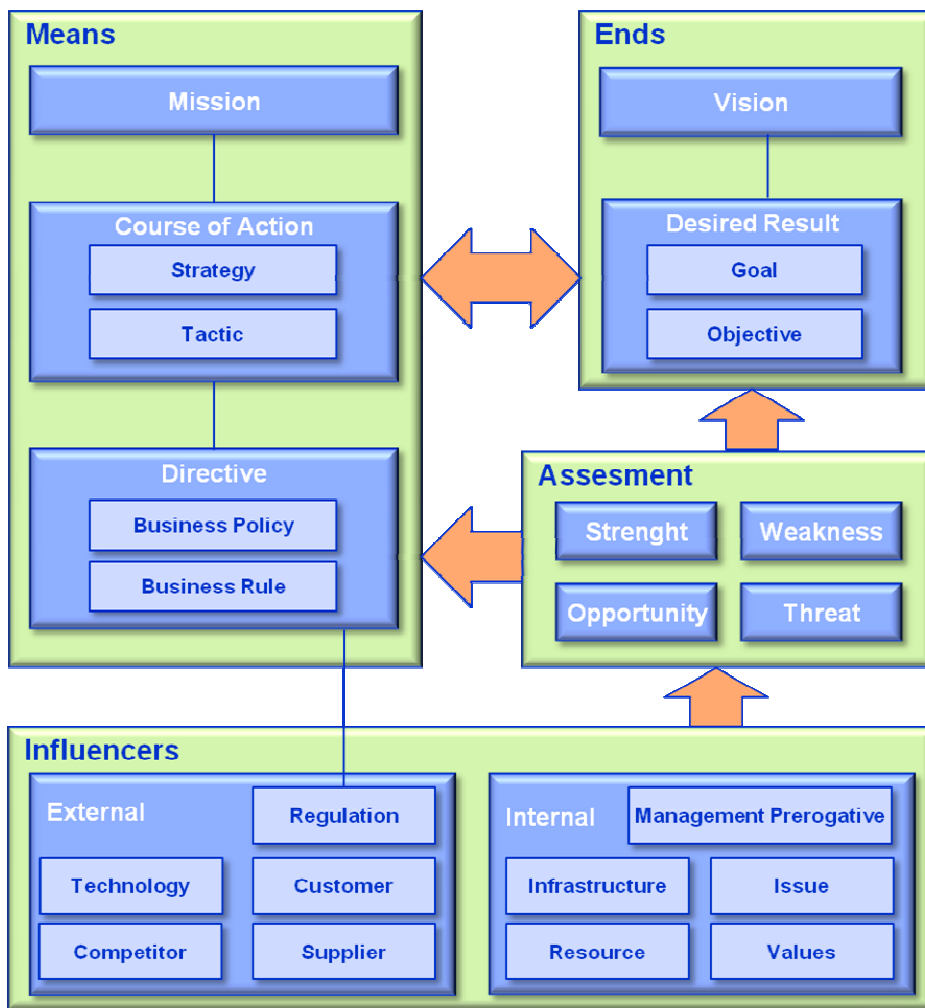 Means
Mission
Course of Action
Strategy
Tactic
Directive
Business Policy
Business Rule
Ends
Vision
Desired Result
Goal
Objective
Assesment
Strenght
Weakness
Opportunity
Threat
Influencers
External
Regulation
Technology
Customer
Competitor
Supplier
Internal
Management Prerogative
Infrastructure
Issue
Resource
Values